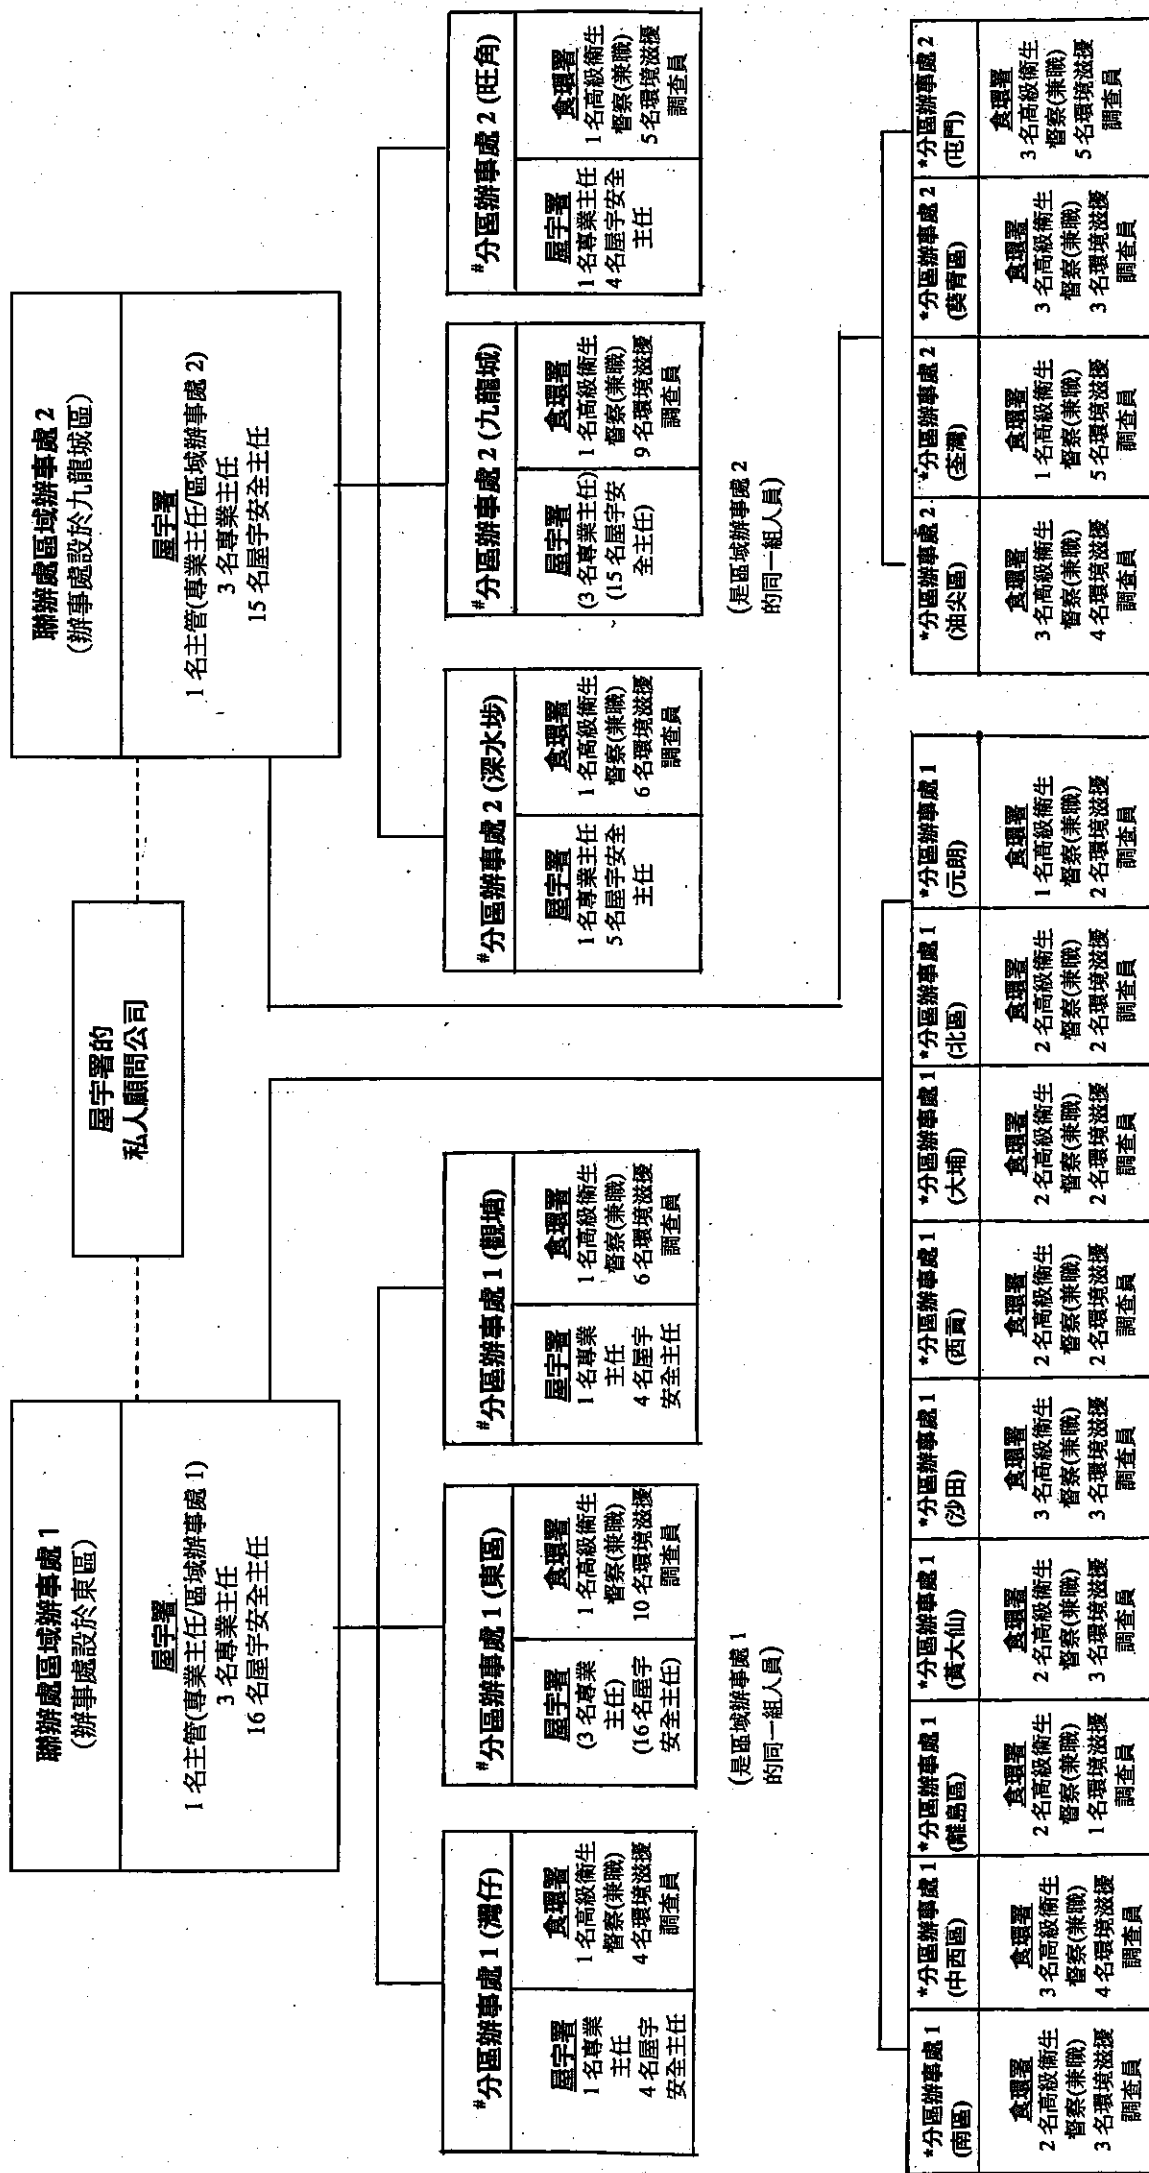 聯辦處區域辦事處 1
(辦事處設於東區)
屋宇署
1 名主管(專業主任/區域辦事處 1)
3 名專業主任
16 名屋宇安全主任
屋宇署的
私人顧問公司
聯辦處區域辦事處 2
(辦事處設於九龍城區)
屋宇署
1 名主管(專業主任/區域辦事處 2)
3 名專業主任
15 名屋宇安全主任
#分區辦事處 1 (灣仔)
屋宇署
1 名專業
主任
4 名屋宇
安全主任
食環署
1 名高級衞生
督察(兼職)
4 名環境滋擾
調查員
#分區辦事處 1 (東區)
屋宇署
(3 名專業
主任)
(16 名屋宇
安全主任)
食環署
1 名高級衞生
督察(兼職)
10 名環境滋擾
調查員
(是區域辦事處 1
的同一組人員)
#分區辦事處 1 (觀塘)
屋宇署
1 名專業
主任
4 名屋宇
安全主任
食環署
1 名高級衞生
督察(兼職)
6 名環境滋擾
調查員
#分區辦事處 2 (深水埗)
屋宇署
1 名專業主任
5 名屋宇安全
主任
食環署
1 名高級衞生
督察(兼職)
6 名環境滋擾
調查員
#分區辦事處 2 (九龍城)
屋宇署
(3 名專業主任)
(15 名屋宇安
全主任)
食環署
1 名高級衞生
督察(兼職)
9 名環境滋擾
調查員
(是區域辦事處 2
的同一組人員)
#分區辦事處 2 (旺角)
屋宇署
1 名專業主任
4 名屋宇安全
主任
食環署
1 名高級衞生
督察(兼職)
5 名環境滋擾
調查員
*分區辦事處 1
(南區)
食環署
2 名高級衞生
督察(兼職)
3 名環境滋擾
調查員
*分區辦事處 1
(中西區)
食環署
3 名高級衞生
督察(兼職)
4 名環境滋擾
調查員
*分區辦事處 1
(離島區)
食環署
2 名高級衞生
督察(兼職)
1 名環境滋擾
調查員
*分區辦事處 1
(黃大仙)
食環署
2 名高級衞生
督察(兼職)
3 名環境滋擾
調查員
*分區辦事處 1
(沙田)
食環署
3 名高級衞生
督察(兼職)
3 名環境滋擾
調查員
*分區辦事處 1
(西貢)
食環署
2 名高級衞生
督察(兼職)
2 名環境滋擾
調查員
*分區辦事處 1
(大埔)
食環署
2 名高級衞生
督察(兼職)
2 名環境滋擾
調查員
*分區辦事處 1
(北區)
食環署
2 名高級衞生
督察(兼職)
2 名環境滋擾
調查員
*分區辦事處 1
(元朗)
食環署
1 名高級衞生
督察(兼職)
2 名環境滋擾
調查員
*分區辦事處 2
(油尖區)
食環署
3 名高級衞生
督察(兼職)
4 名環境滋擾
調查員
*分區辦事處 2
(荃灣)
食環署
1 名高級衞生
督察(兼職)
5 名環境滋擾
調查員
*分區辦事處 2
(葵青區)
食環署
3 名高級衞生
督察(兼職)
3 名環境滋擾
調查員
*分區辦事處 2
(屯門)
食環署
3 名高級衞生
督察(兼職)
5 名環境滋擾
調查員